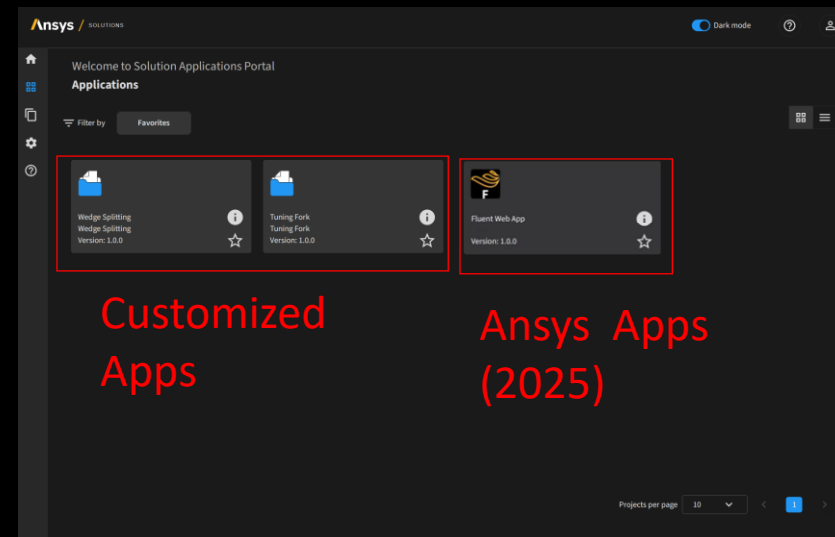 Ansys / SOLUTIONS
Dark mode
Welcome to Solution Applications Portal
Applications
Filter by
Favorites
Wedge Splitting
Wedge Splitting
Version: 1.0.0
Tuning Fork
Tuning Fork
Version: 1.0.0
F
Fluent Web App
Version: 1.0.0
Customized
Apps
Ansys Apps
(2025)
Projects per page 10 1